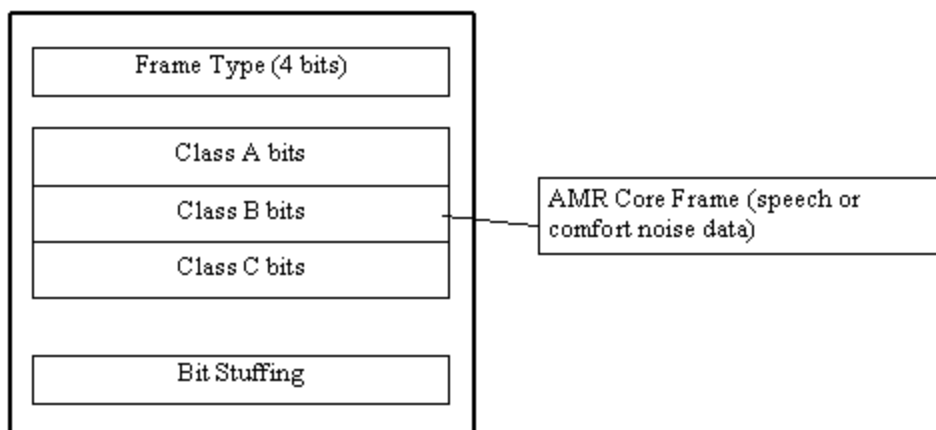 Frame Type (4 bits)
Class A bits
Class B bits
Class C bits
AMR Core Frame (speech or
comfort noise data)
Bit Stuffing